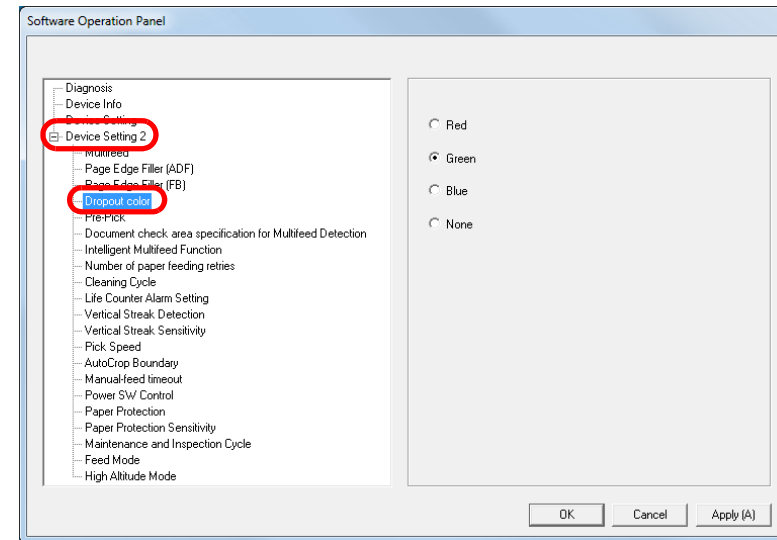 Software Operation Panel
Diagnosis
Device Info
Device Setting
Device Setting 2
Multifeed
Page Edge Filler (ADF)
Page Edge Filler (FB)
Dropout color
Pre-Pick
Document check area specification for Multifeed Detection
Intelligent Multifeed Function
Number of paper feeding retries
Cleaning Cycle
Life Counter Alarm Setting
Vertical Streak Detection
Vertical Streak Sensitivity
Pick Speed
AutoCrop Boundary
Manual-feed timeout
Power SW Control
Paper Protection
Paper Protection Sensitivity
Maintenance and Inspection Cycle
Feed Mode
High Altitude Mode
Red
Green
Blue
None
OK Cancel Apply (A)